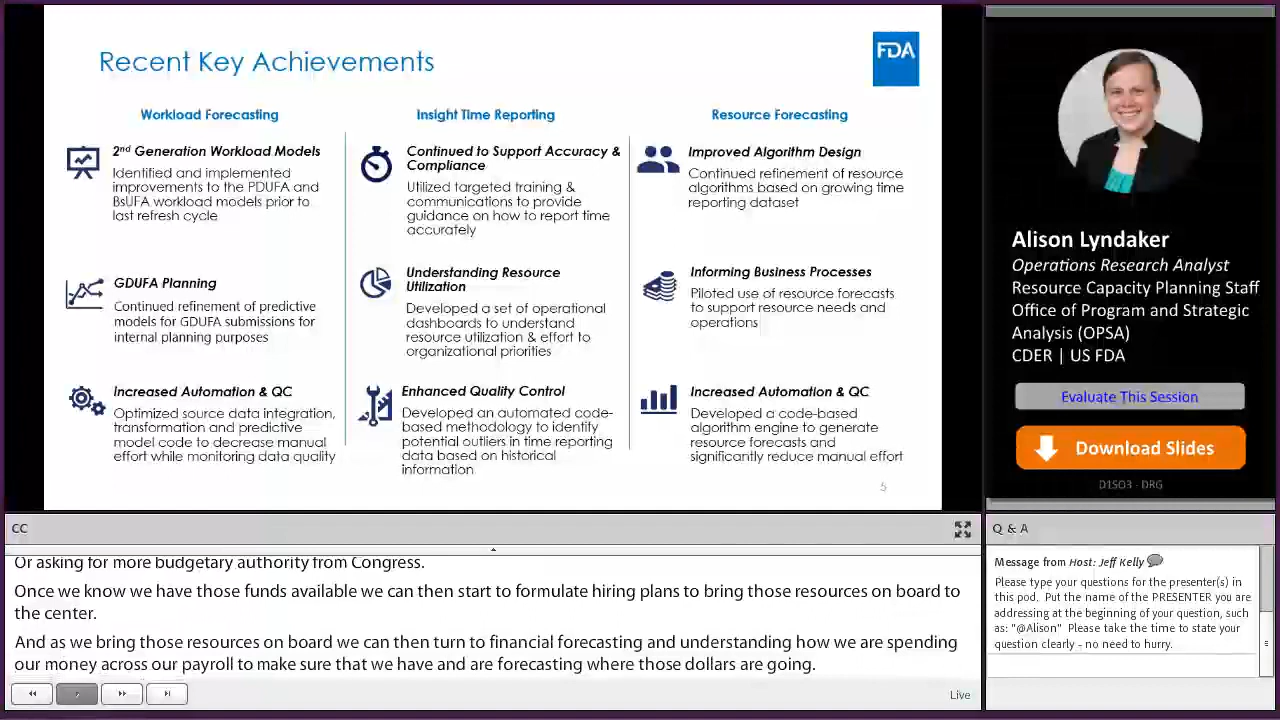 Recent Key Achievements
FDA
Workload Forecasting
2nd Generation Workload Models
Identified and implemented
improvements to the PDUFA and
BsUFA workload models prior to
last refresh cycle
GDUFA Planning
Continued refinement of predictive
models for GDUFA submissions for
internal planning purposes
Increased Automation & QC
Optimized source data integration,
transformation and predictive
model code to decrease manual
effort while monitoring data quality
Insight Time Reporting
Continued to Support Accuracy &
Compliance
Utilized targeted training &
communications to provide
guidance on how to report time
accurately
Understanding Resource
Utilization
Developed a set of operational
dashboards to understand
resource utilization & effort to
organizational priorities
Enhanced Quality Control
Developed an automated code-
based methodology to identify
potential outliers in time reporting
data based on historical
information
Resource Forecasting
Improved Algorithm Design
Continued refinement of resource
algorithms based on growing time
reporting dataset
Informing Business Processes
Piloted use of resource forecasts
to support resource needs and
operations
Increased Automation & QC
Developed a code-based
algorithm engine to generate
resource forecasts and
significantly reduce manual effort
5
Alison Lyndaker
Operations Research Analyst
Resource Capacity Planning Staff
Office of Program and Strategic
Analysis (OPSA)
CDER | US FDA
Evaluate This Session
Download Slides
D1SO3 - DRG
CC
Or asking for more budgetary authority from Congress.
Once we know we have those funds available we can then start to formulate hiring plans to bring those resources on board to
the center.
And as we bring those resources on board we can then turn to financial forecasting and understanding how we are spending
our money across our payroll to make sure that we have and are forecasting where those dollars are going.
Live
Q & A
Message from Host: Jeff Kelly
Please type your questions for the presenter(s) in
this pod. Put the name of the PRESENTER you are
addressing at the beginning of your question, such
as: "@Alison" Please take the time to state your
question clearly - no need to hurry.